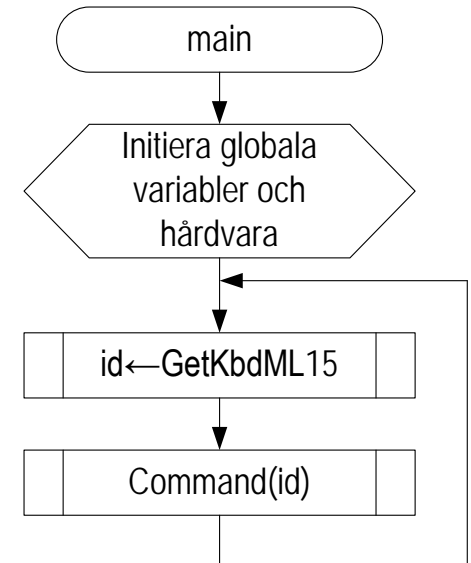 main
Initiera globala
variabler och
hårdvara
id←GetKbdML15
Command(id)